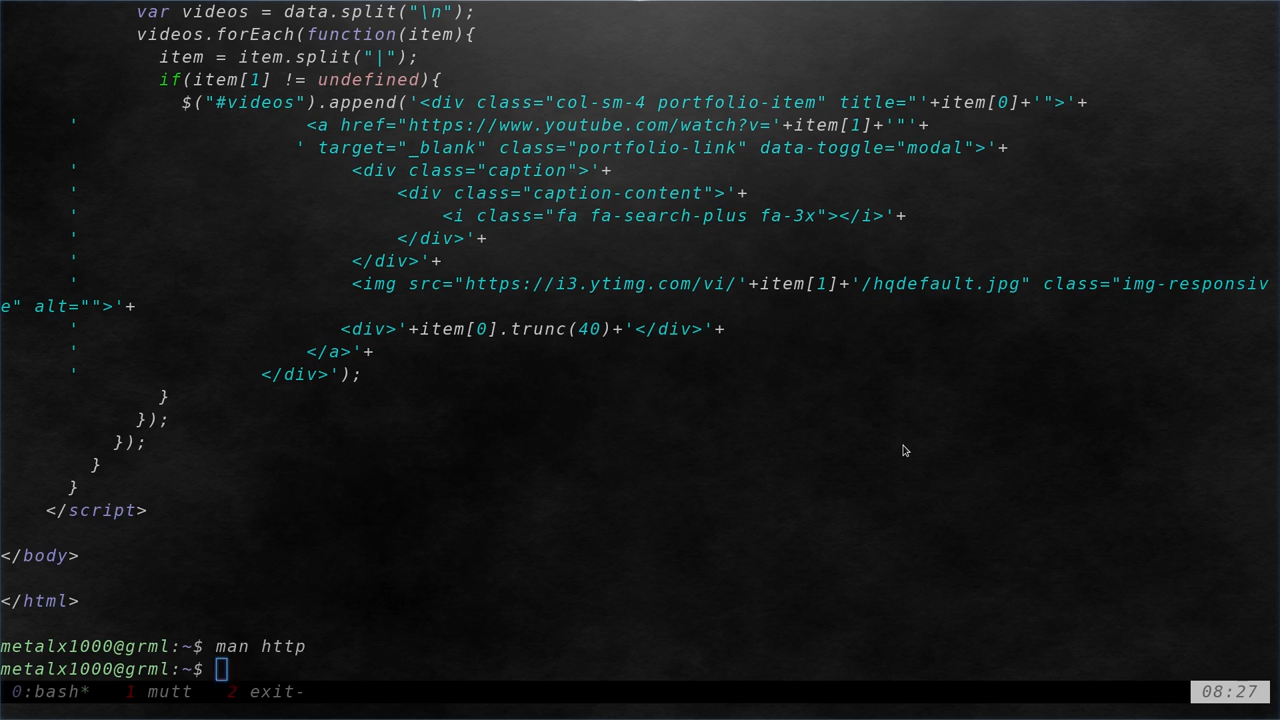 var videos = data.split("\n");
            videos.forEach(function(item){
              item = item.split("|");
              if(item[1] != undefined){
                $("#videos").append('<div class="col-sm-4 portfolio-item" title="'+item[0]+'">'+
      '                    <a href="https://www.youtube.com/watch?v='+item[1]+'"'+
                          ' target="_blank" class="portfolio-link" data-toggle="modal">'+
      '                        <div class="caption">'+
      '                            <div class="caption-content">'+
      '                                <i class="fa fa-search-plus fa-3x"></i>'+
      '                            </div>'+
      '                        </div>'+
      '                        <img src="https://i3.ytimg.com/vi/'+item[1]+'/hqdefault.jpg" class="img-responsiv
e" alt="">'+
      '                       <div>'+item[0].trunc(40)+'</div>'+
      '                    </a>'+
      '                </div>');
              }
            });
          });
        }
      }
    </script>
</body>
</html>
metalx1000@grml:~$ man http
metalx1000@grml:~$
0:bash* 1 mutt 2 exit- 08:27